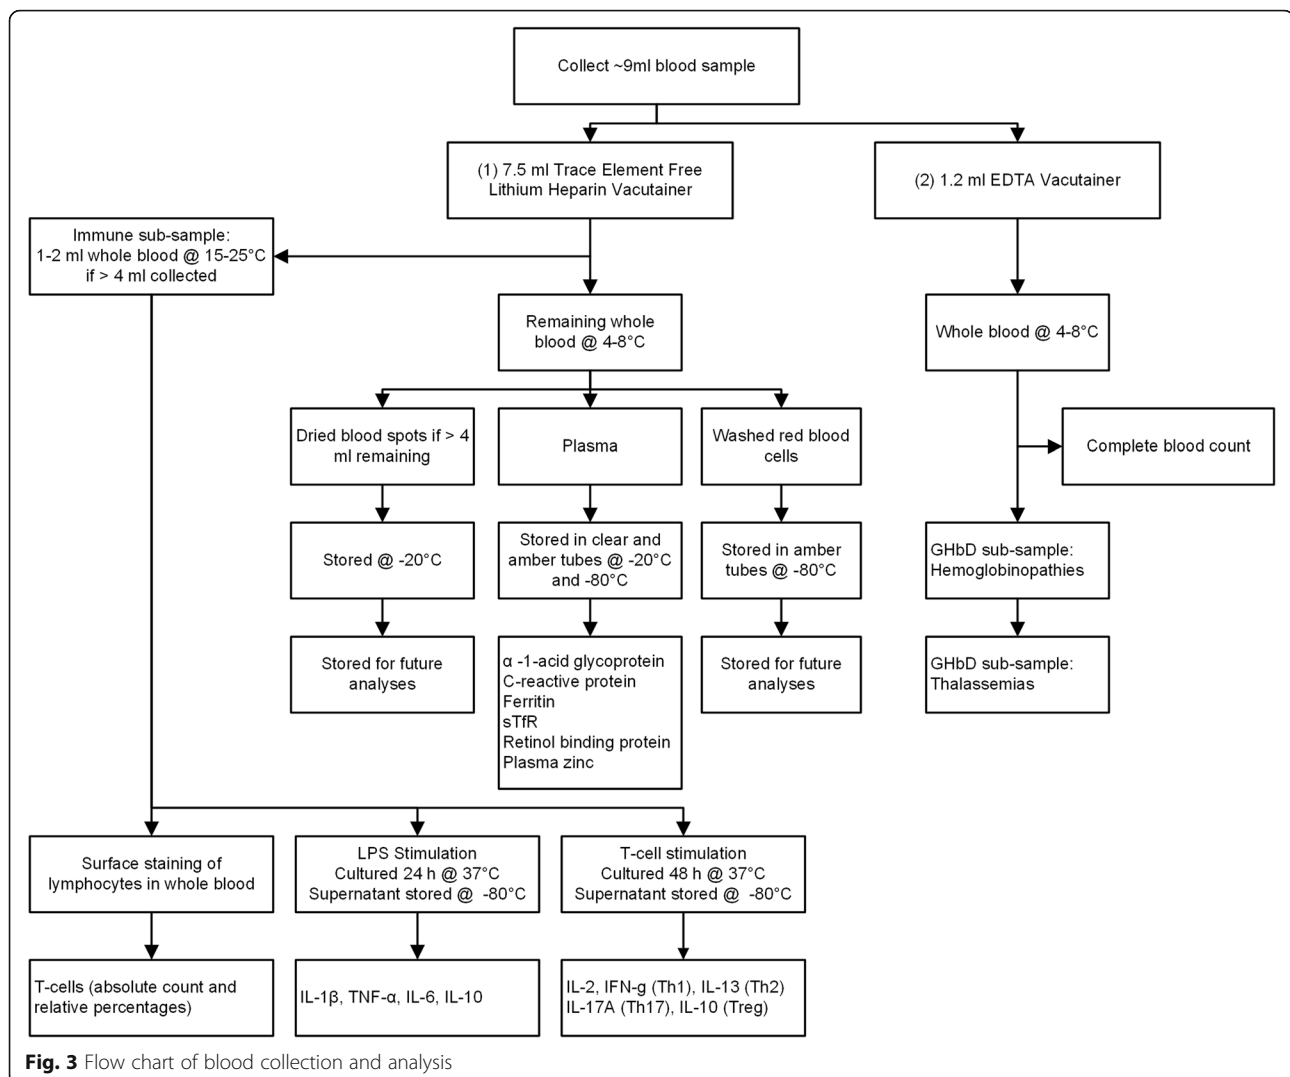 Collect ~9ml blood sample
(1) 7.5 ml Trace Element Free
Lithium Heparin Vacutainer
(2) 1.2 ml EDTA Vacutainer
Immune sub-sample:
1-2 ml whole blood @ 15-25°C
if > 4 ml collected
Remaining whole
blood @ 4-8°C
Whole blood @ 4-8°C
Dried blood spots if > 4
ml remaining
Plasma
Washed red blood
cells
Complete blood count
Stored @ -20°C
Stored in clear and
amber tubes @ -20°C
and -80°C
Stored in amber
tubes @ -80°C
GHbD sub-sample:
Hemoglobinopathies
Stored for future
analyses
α -1-acid glycoprotein
C-reactive protein
Ferritin
sTfR
Retinol binding protein
Plasma zinc
Stored for future
analyses
GHbD sub-sample:
Thalassemias
Surface staining of
lymphocytes in whole blood
LPS Stimulation
Cultured 24 h @ 37°C
Supernatant stored @ -80°C
T-cell stimulation
Cultured 48 h @ 37°C
Supernatant stored @ -80°C
T-cells (absolute count and
relative percentages)
IL-1β, TNF-α, IL-6, IL-10
IL-2, IFN-g (Th1), IL-13 (Th2)
IL-17A (Th17), IL-10 (Treg)
Fig. 3 Flow chart of blood collection and analysis